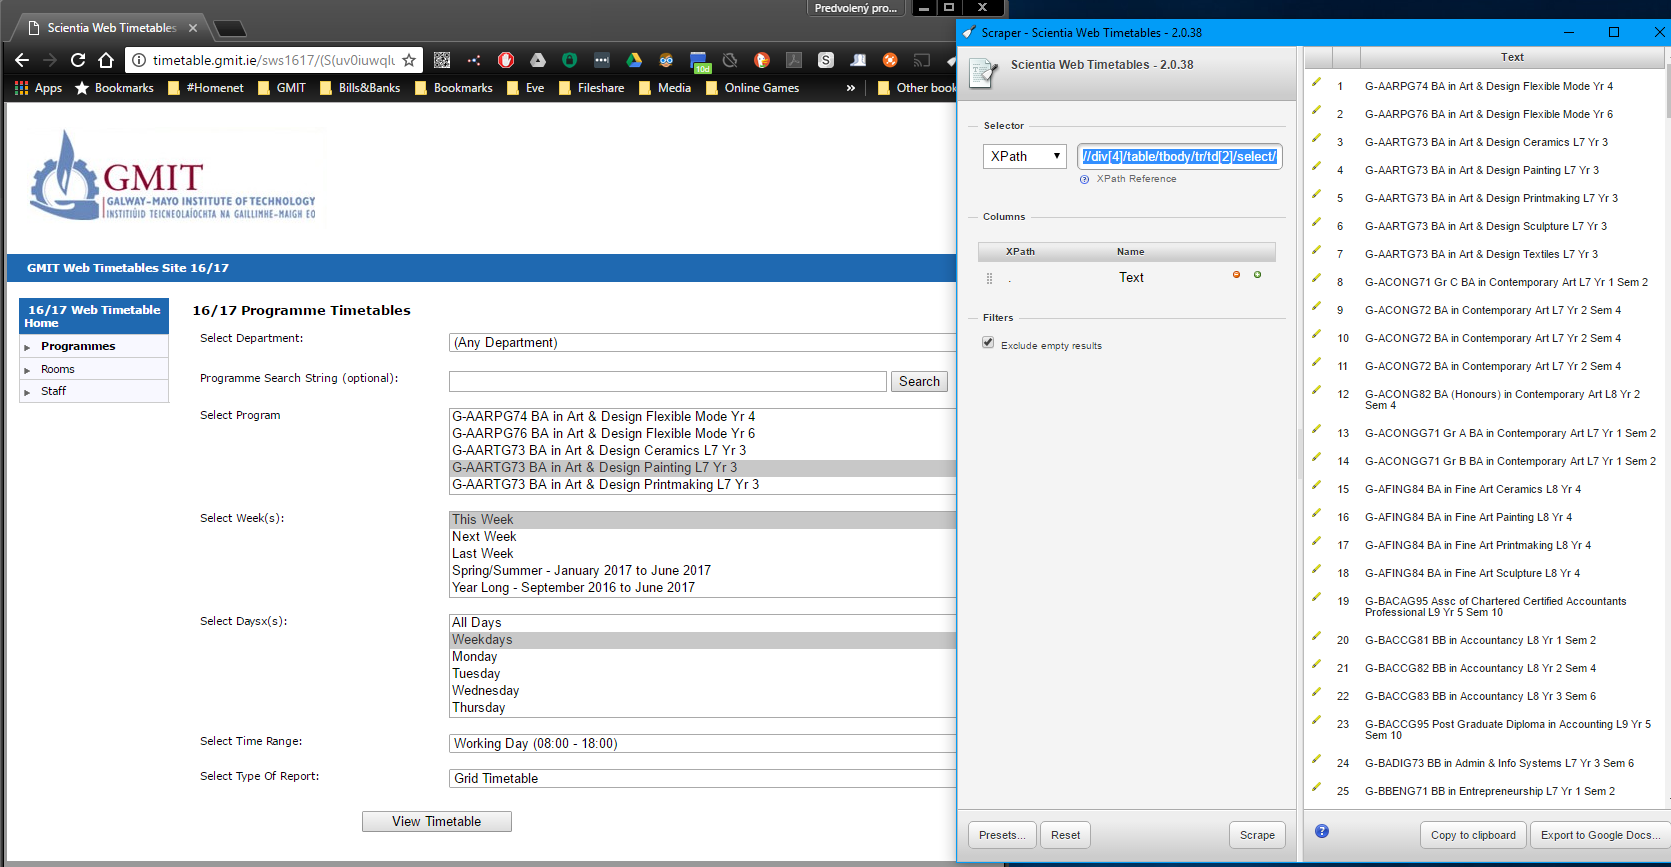 Predvolený pro...
Scientia Web Timetables
timetable.gmit.ie/sws1617/(S(uv0iuwqlu
10d
Apps
Bookmarks
#Homenet
GMIT
Bills&Banks
Bookmarks
Eve
Fileshare
Media
Online Games
»
Other book
GMIT
GALWAY-MAYO INSTITUTE OF TECHNOLOGY
INSTITIÚID TEICNEOLAÍOCHTA NA GAILLIMHE-MAIGH EO
GMIT Web Timetables Site 16/17
16/17 Web Timetable
Home
Programmes
Rooms
Staff
16/17 Programme Timetables
Select Department:
(Any Department)
Programme Search String (optional):
Search
Select Program
G-AARPG74 BA in Art & Design Flexible Mode Yr 4
G-AARPG76 BA in Art & Design Flexible Mode Yr 6
G-AARTG73 BA in Art & Design Ceramics L7 Yr 3
G-AARTG73 BA in Art & Design Painting L7 Yr 3
G-AARTG73 BA in Art & Design Printmaking L7 Yr 3
Select Week(s):
This Week
Next Week
Last Week
Spring/Summer - January 2017 to June 2017
Year Long - September 2016 to June 2017
Select Daysx(s):
All Days
Weekdays
Monday
Tuesday
Wednesday
Thursday
Select Time Range:
Working Day (08:00 - 18:00)
Select Type Of Report:
Grid Timetable
View Timetable
Scraper - Scientia Web Timetables - 2.0.38
Scientia Web Timetables - 2.0.38
Selector
XPath
//div[4]/table/tbody/tr/td[2]/select/
XPath Reference
Columns
XPath Name
. Text
Filters
Exclude empty results
Presets...
Reset
Scrape
Text
1 G-AARPG74 BA in Art & Design Flexible Mode Yr 4
2 G-AARPG76 BA in Art & Design Flexible Mode Yr 6
3 G-AARTG73 BA in Art & Design Ceramics L7 Yr 3
4 G-AARTG73 BA in Art & Design Painting L7 Yr 3
5 G-AARTG73 BA in Art & Design Printmaking L7 Yr 3
6 G-AARTG73 BA in Art & Design Sculpture L7 Yr 3
7 G-AARTG73 BA in Art & Design Textiles L7 Yr 3
8 G-ACONG71 Gr C BA in Contemporary Art L7 Yr 1 Sem 2
9 G-ACONG72 BA in Contemporary Art L7 Yr 2 Sem 4
10 G-ACONG72 BA in Contemporary Art L7 Yr 2 Sem 4
11 G-ACONG72 BA in Contemporary Art L7 Yr 2 Sem 4
12 G-ACONG82 BA (Honours) in Contemporary Art L8 Yr 2
Sem 4
13 G-ACONGG71 Gr A BA in Contemporary Art L7 Yr 1 Sem 2
14 G-ACONGG71 Gr B BA in Contemporary Art L7 Yr 1 Sem 2
15 G-AFING84 BA in Fine Art Ceramics L8 Yr 4
16 G-AFING84 BA in Fine Art Painting L8 Yr 4
17 G-AFING84 BA in Fine Art Printmaking L8 Yr 4
18 G-AFING84 BA in Fine Art Sculpture L8 Yr 4
19 G-BACAG95 Assc of Chartered Certified Accountants
Professional L9 Yr 5 Sem 10
20 G-BACCG81 BB in Accountancy L8 Yr 1 Sem 2
21 G-BACCG82 BB in Accountancy L8 Yr 2 Sem 4
22 G-BACCG83 BB in Accountancy L8 Yr 3 Sem 6
23 G-BACCG95 Post Graduate Diploma in Accounting L9 Yr 5
Sem 10
24 G-BADIG73 BB in Admin & Info Systems L7 Yr 3 Sem 6
25 G-BBENG71 BB in Entrepreneurship L7 Yr 1 Sem 2
Copy to clipboard
Export to Google Docs...